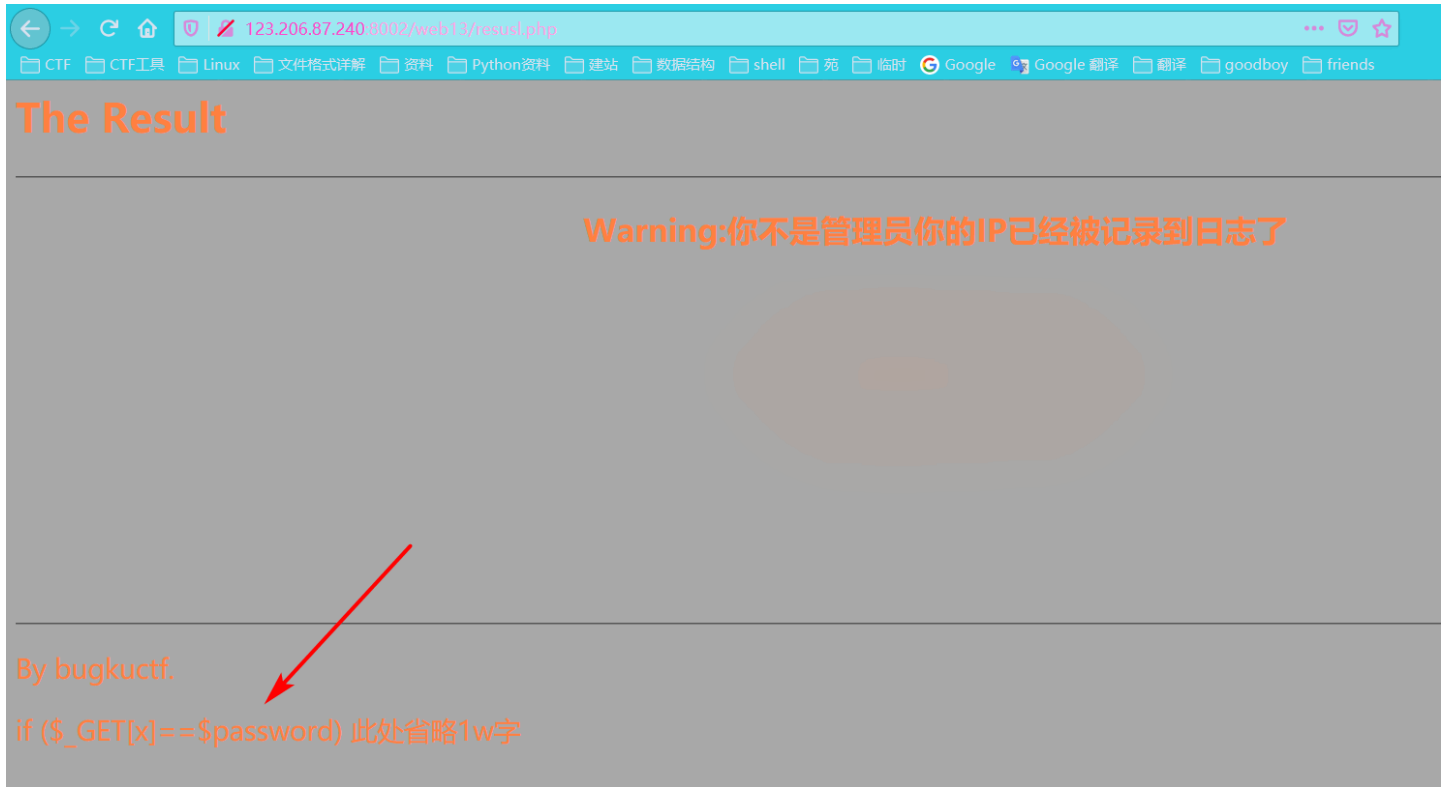 123.206.87.240:8002/web13/resusl.php
CTF CTF工具 Linux 文件格式详解 资料 Python资料 建站 数据结构 shell 苑 临时 Google Google 翻译 翻译 goodboy friends
The Result
Warning:你不是管理员你的IP已经被记录到日志了
By bugkuctf.
if ($_GET[x]==$password) 此处省略1w字